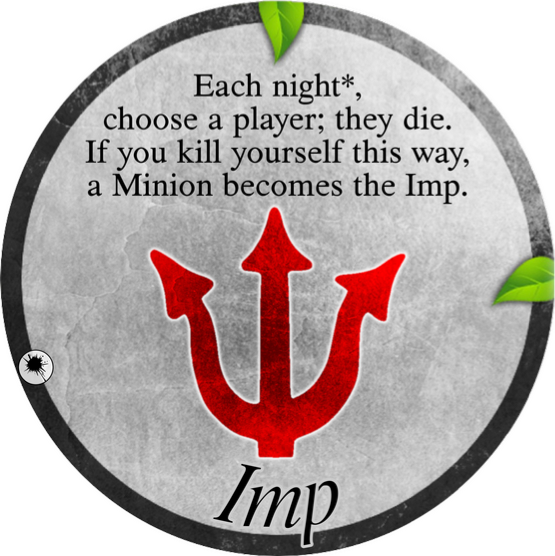 Each night*,
choose a player; they die.
If you kill yourself this way,
a Minion becomes the Imp.
Imp